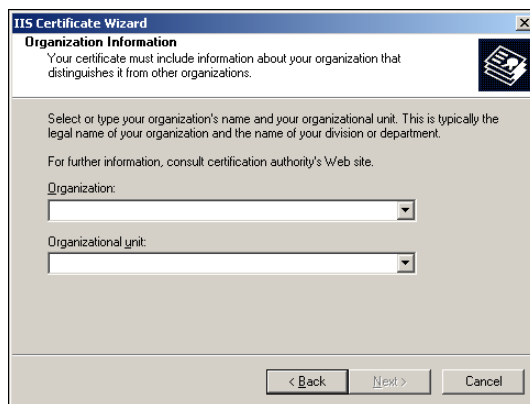 IIS Certificate Wizard
Organization Information
Your certificate must include information about your organization that
distinguishes it from other organizations.
Select or type your organization's name and your organizational unit. This is typically the
legal name of your organization and the name of your division or department.
For further information, consult certification authority's Web site.
Organization:
Organizational unit:
< Back
Next >
Cancel